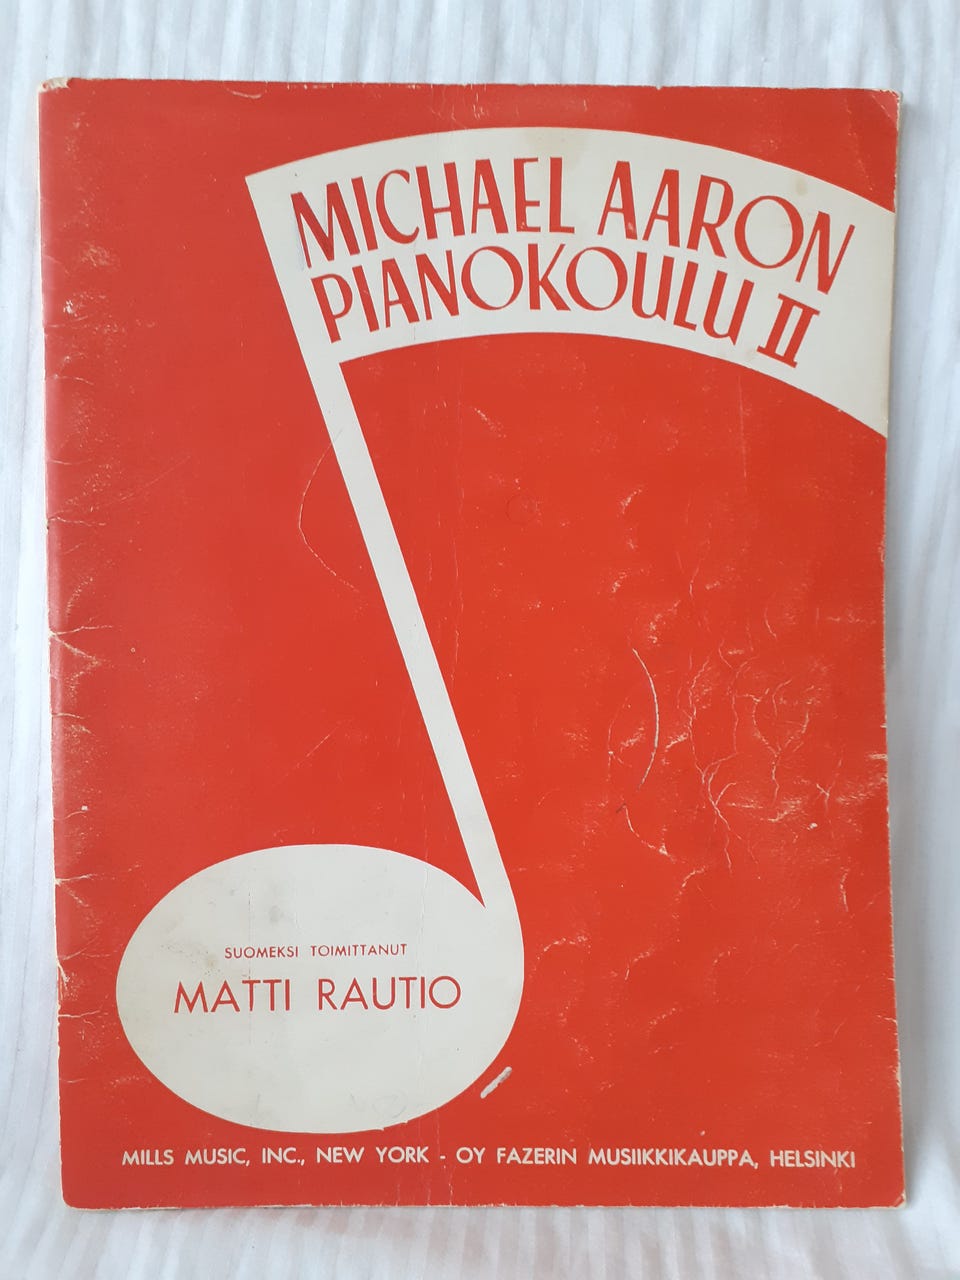 MICHAEL AARON
PIANOKOULU II
SUOMEKSI TOIMITTANUT
MATTI RAUTIO
MILLS MUSIC, INC., NEW YORK - OY FAZERIN MUSIIKKIKAUPPA, HELSINKI